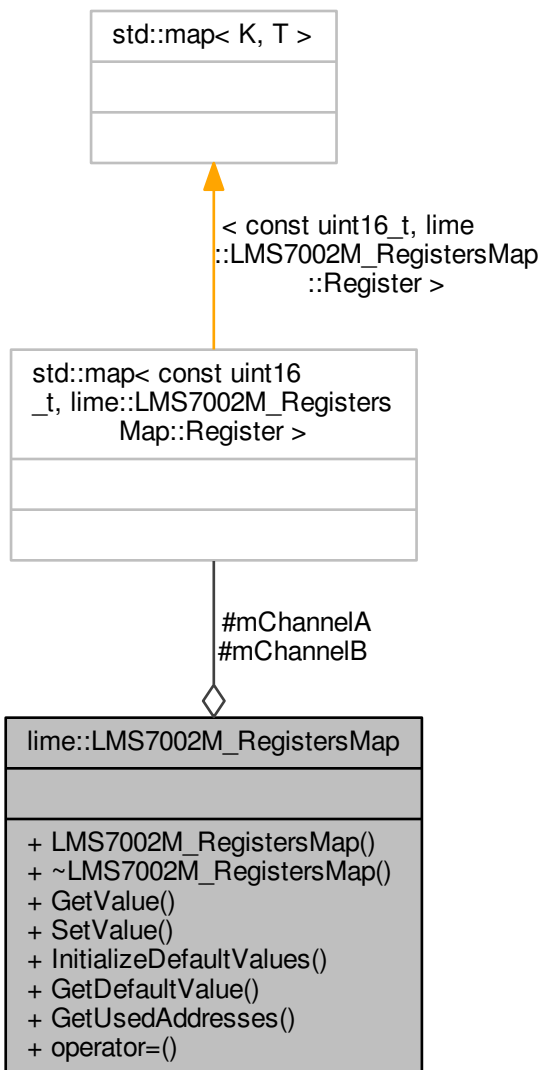 std::map< K, T >
< const uint16_t, lime
::LMS7002M_RegistersMap
::Register >
std::map< const uint16
_t, lime::LMS7002M_Registers
Map::Register >
#mChannelA
#mChannelB
lime::LMS7002M_RegistersMap
+ LMS7002M_RegistersMap()
+ ~LMS7002M_RegistersMap()
+ GetValue()
+ SetValue()
+ InitializeDefaultValues()
+ GetDefaultValue()
+ GetUsedAddresses()
+ operator=()